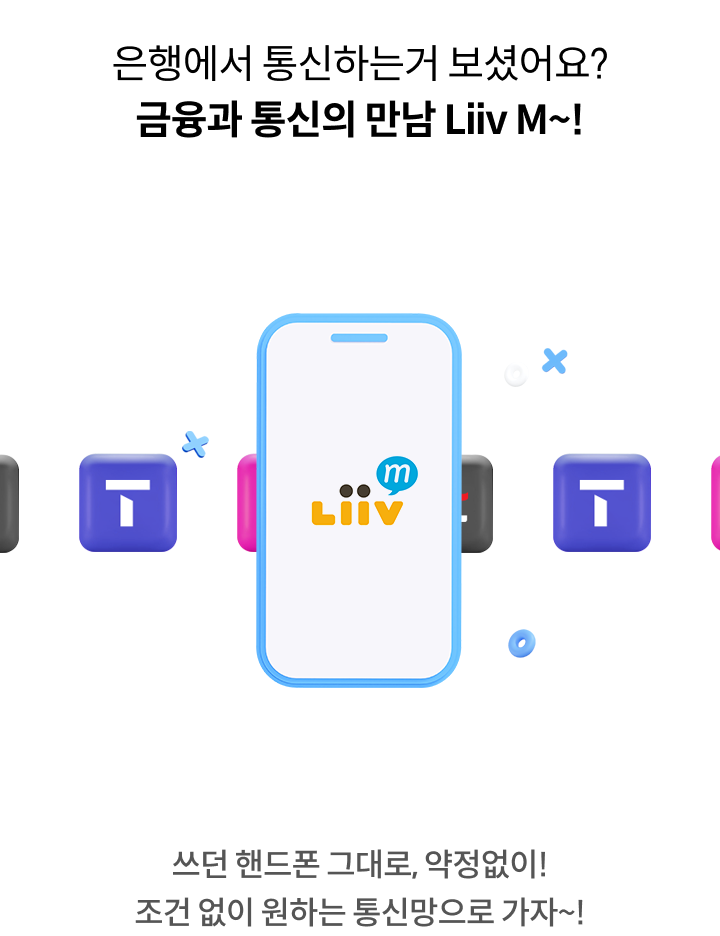 은행에서 통신하는거 보셨어요?
금융과 통신의 만남 Liiv M~!
m
Liiv
T
T
쓰던 핸드폰 그대로, 약정없이!
조건 없이 원하는 통신망으로 가자~!